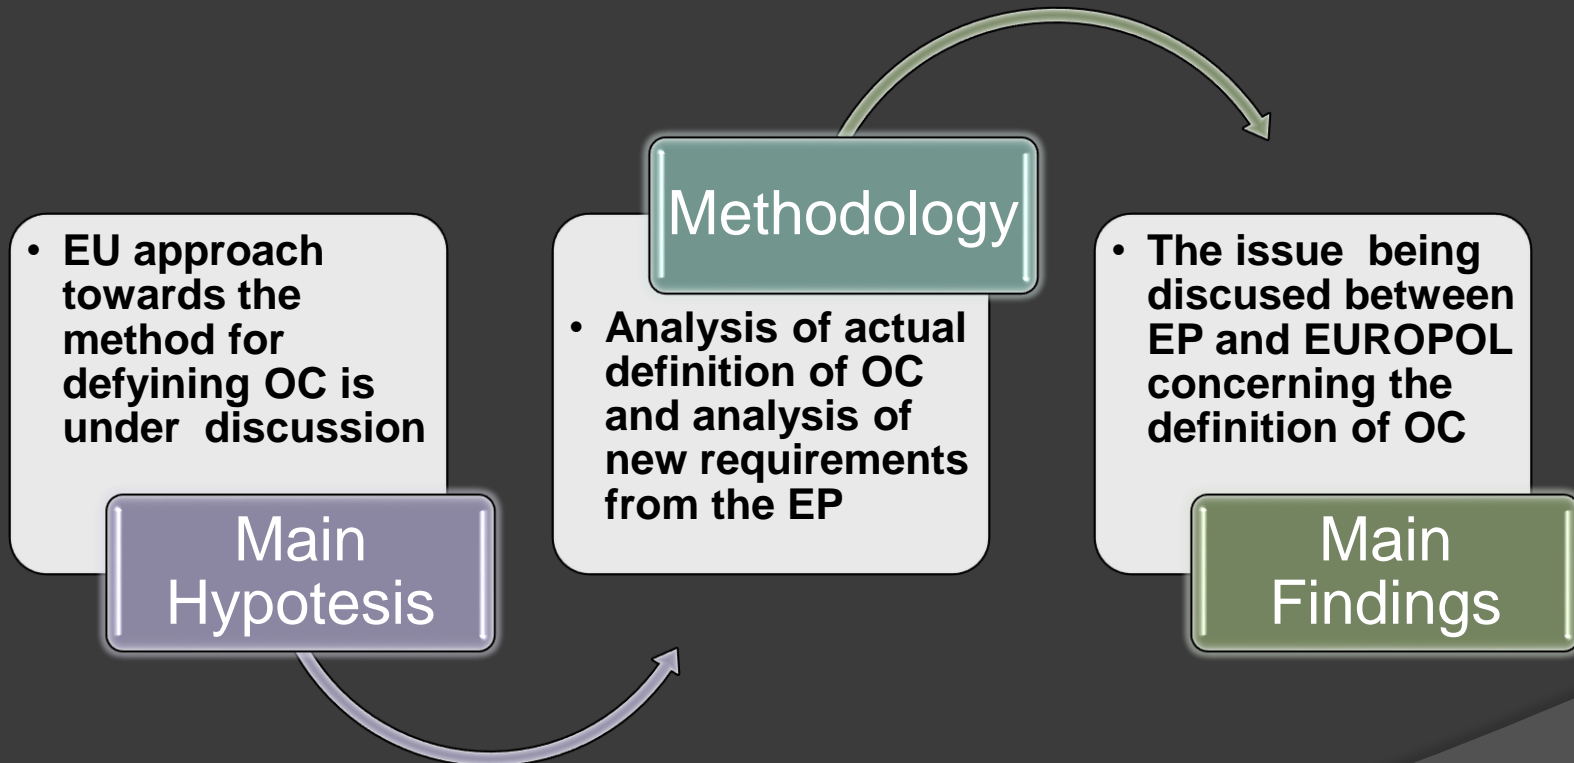 • EU approach
towards the
method for
defyining OC is
under discussion
Main
Hypotesis
Methodology
• Analysis of actual
definition of OC
and analysis of
new requirements
from the EP
• The issue being
discused between
EP and EUROPOL
concerning the
definition of OC
Main
Findings